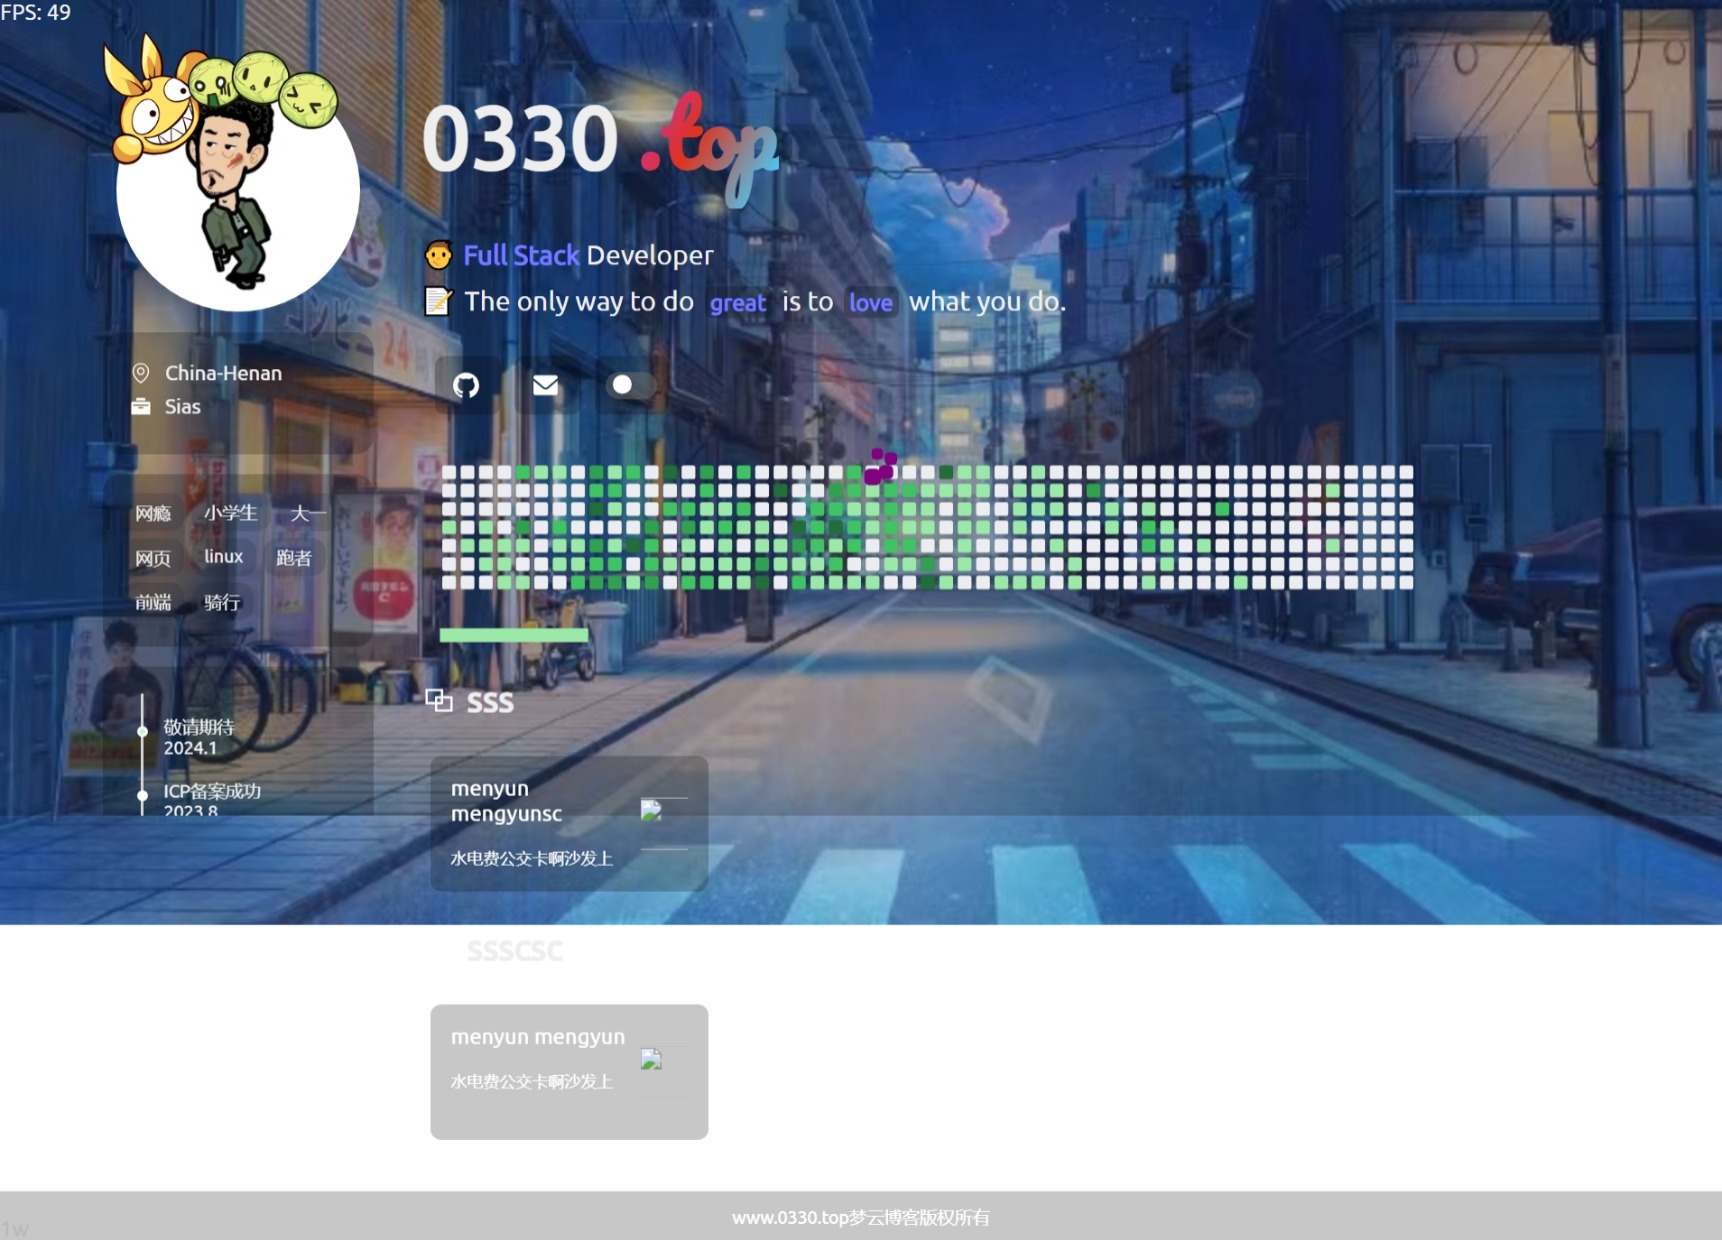 FPS: 49
0330 .top
Full Stack Developer
The only way to do great is to love what you do.
China-Henan
Sias
网瘾 小学生 大一
网页 linux 跑者
前端 骑行
敬请期待
2024.1
ICP备案成功
2023.8
SSS
menyun
mengyunsc
水电费公交卡啊沙发上
SSSCSC
menyun mengyun
水电费公交卡啊沙发上
www.0330.top梦云博客版权所有
1w